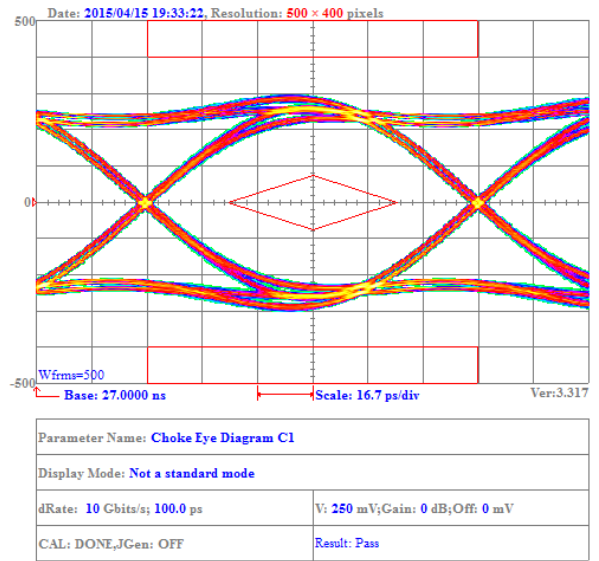 Date: 2015/04/15 19:33:22, Resolution: 500 × 400 pixels
500
0
Wfrms=500
-500
Base: 27.0000 ns Scale: 16.7 ps/div Ver:3.317
Parameter Name: Choke Eye Diagram C1
Display Mode: Not a standard mode
dRate: 10 Gbits/s; 100.0 ps V: 250 mV;Gain: 0 dB;Off: 0 mV
CAL: DONE,JGen: OFF Result: Pass